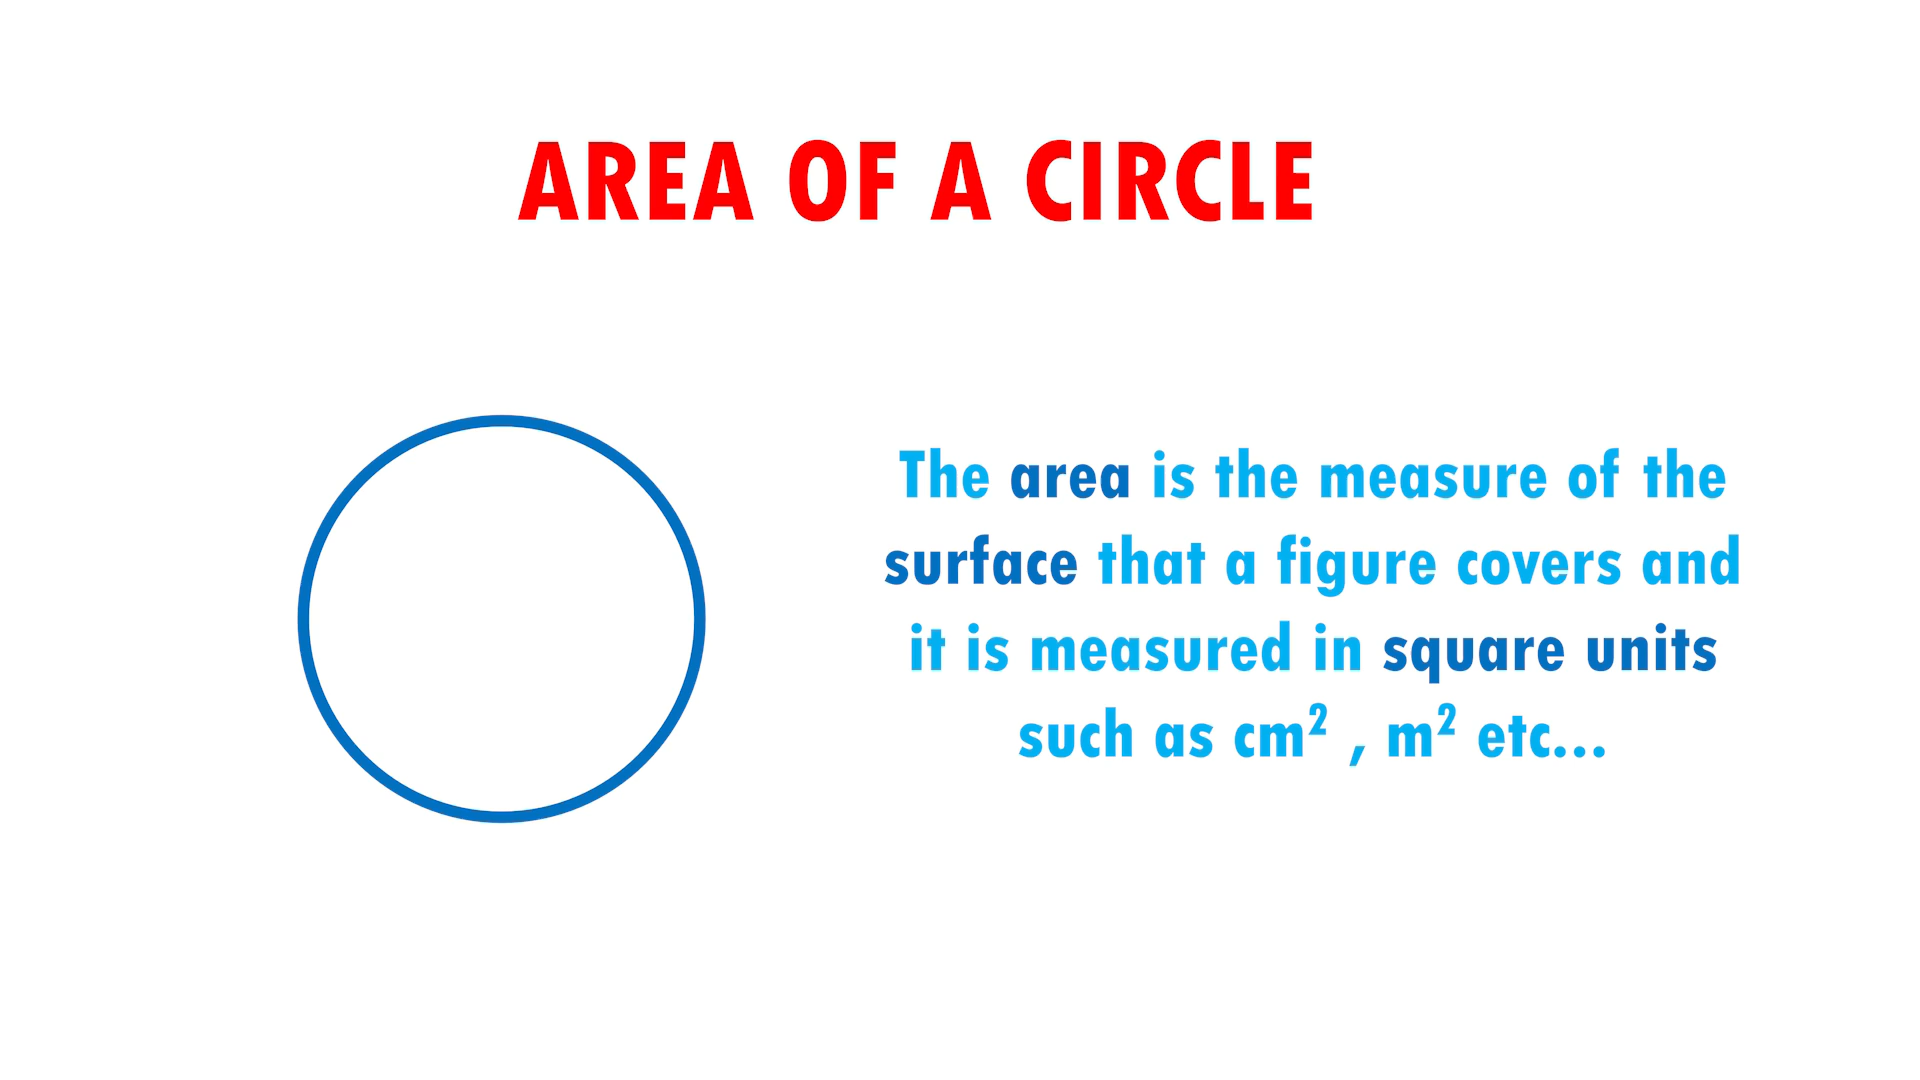 AREA OF A CIRCLE
The area is the measure of the
surface that a figure covers and
it is measured in square units
such as cm² , m² etc...